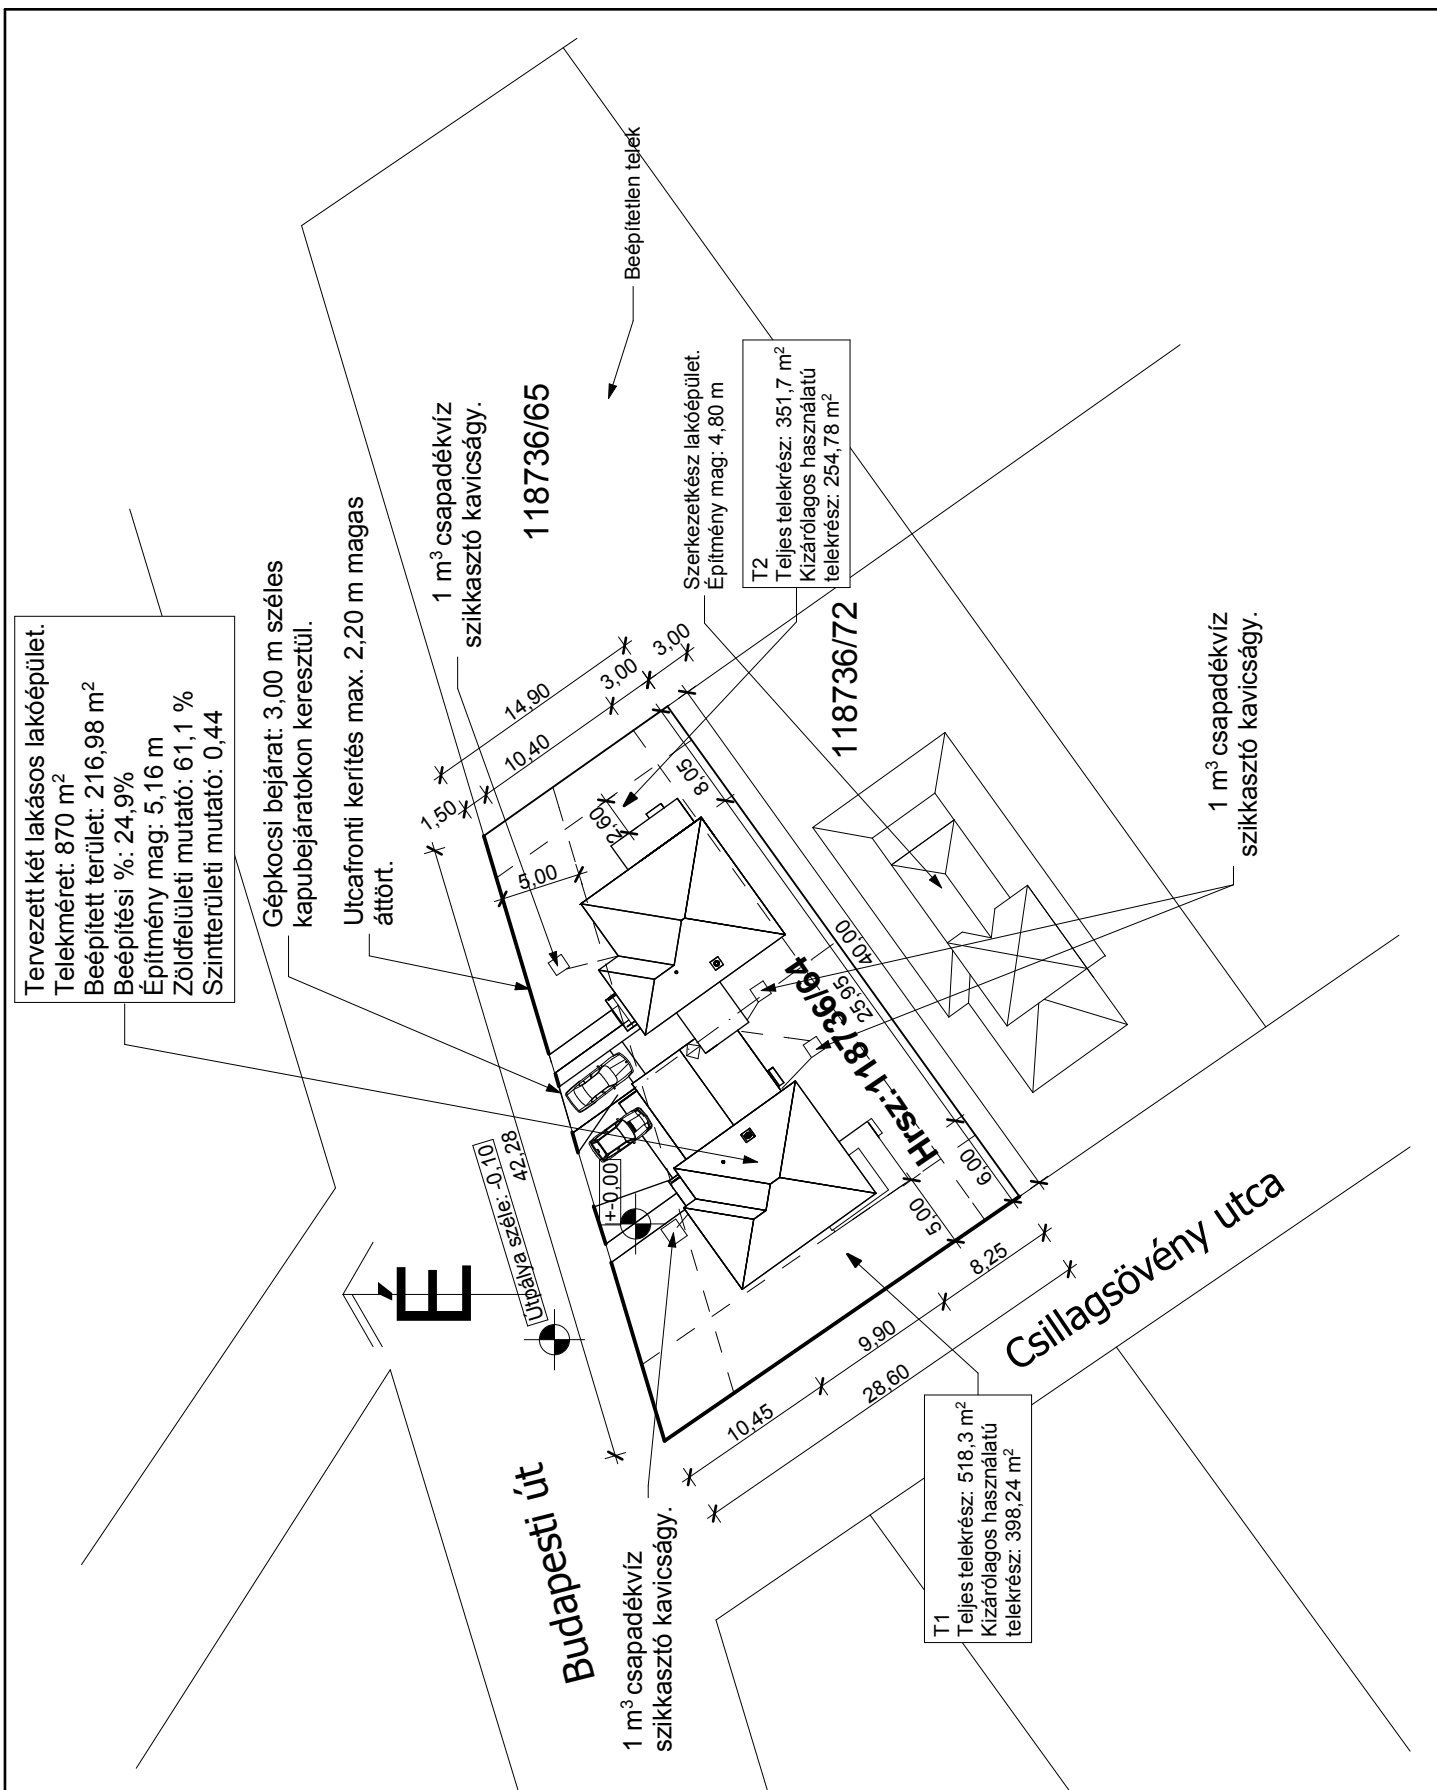 Tervezett két lakásos lakóépület.
Telekméret: 870 m²
Beépített terület: 216,98 m²
Beépítési %: 24,9%
Építmény mag: 5,16 m
Zöldfelületi mutató: 61,1 %
Szintterületi mutató: 0,44
Gépkocsi bejárat: 3,00 m széles
kapubejáratokon keresztül.
Utcafronti kerítés max. 2,20 m magas
áttört.
1 m³ csapadékvíz
szikkasztó kavicságy.
118736/65
Beépítetlen telek
Szerkezetkész lakóépület.
Építmény mag: 4,80 m
T2
Teljes telekrész: 351,7 m²
Kizárólagos használatú
telekrész: 254,78 m²
118736/72
1 m³ csapadékvíz
szikkasztó kavicságy.
14,90
1,50
10,40
3,00
3,00
5,00
2,60
8,05
40,00
25,95
Hrsz.:118736/64
6,00
5,00
Útpálya széle: -0,10
42,28
+-0,00
É
8,25
9,90
28,60
10,45
Csillagsövény utca
Budapesti út
1 m³ csapadékvíz
szikkasztó kavicságy.
T1
Teljes telekrész: 518,3 m²
Kizárólagos használatú
telekrész: 398,24 m²